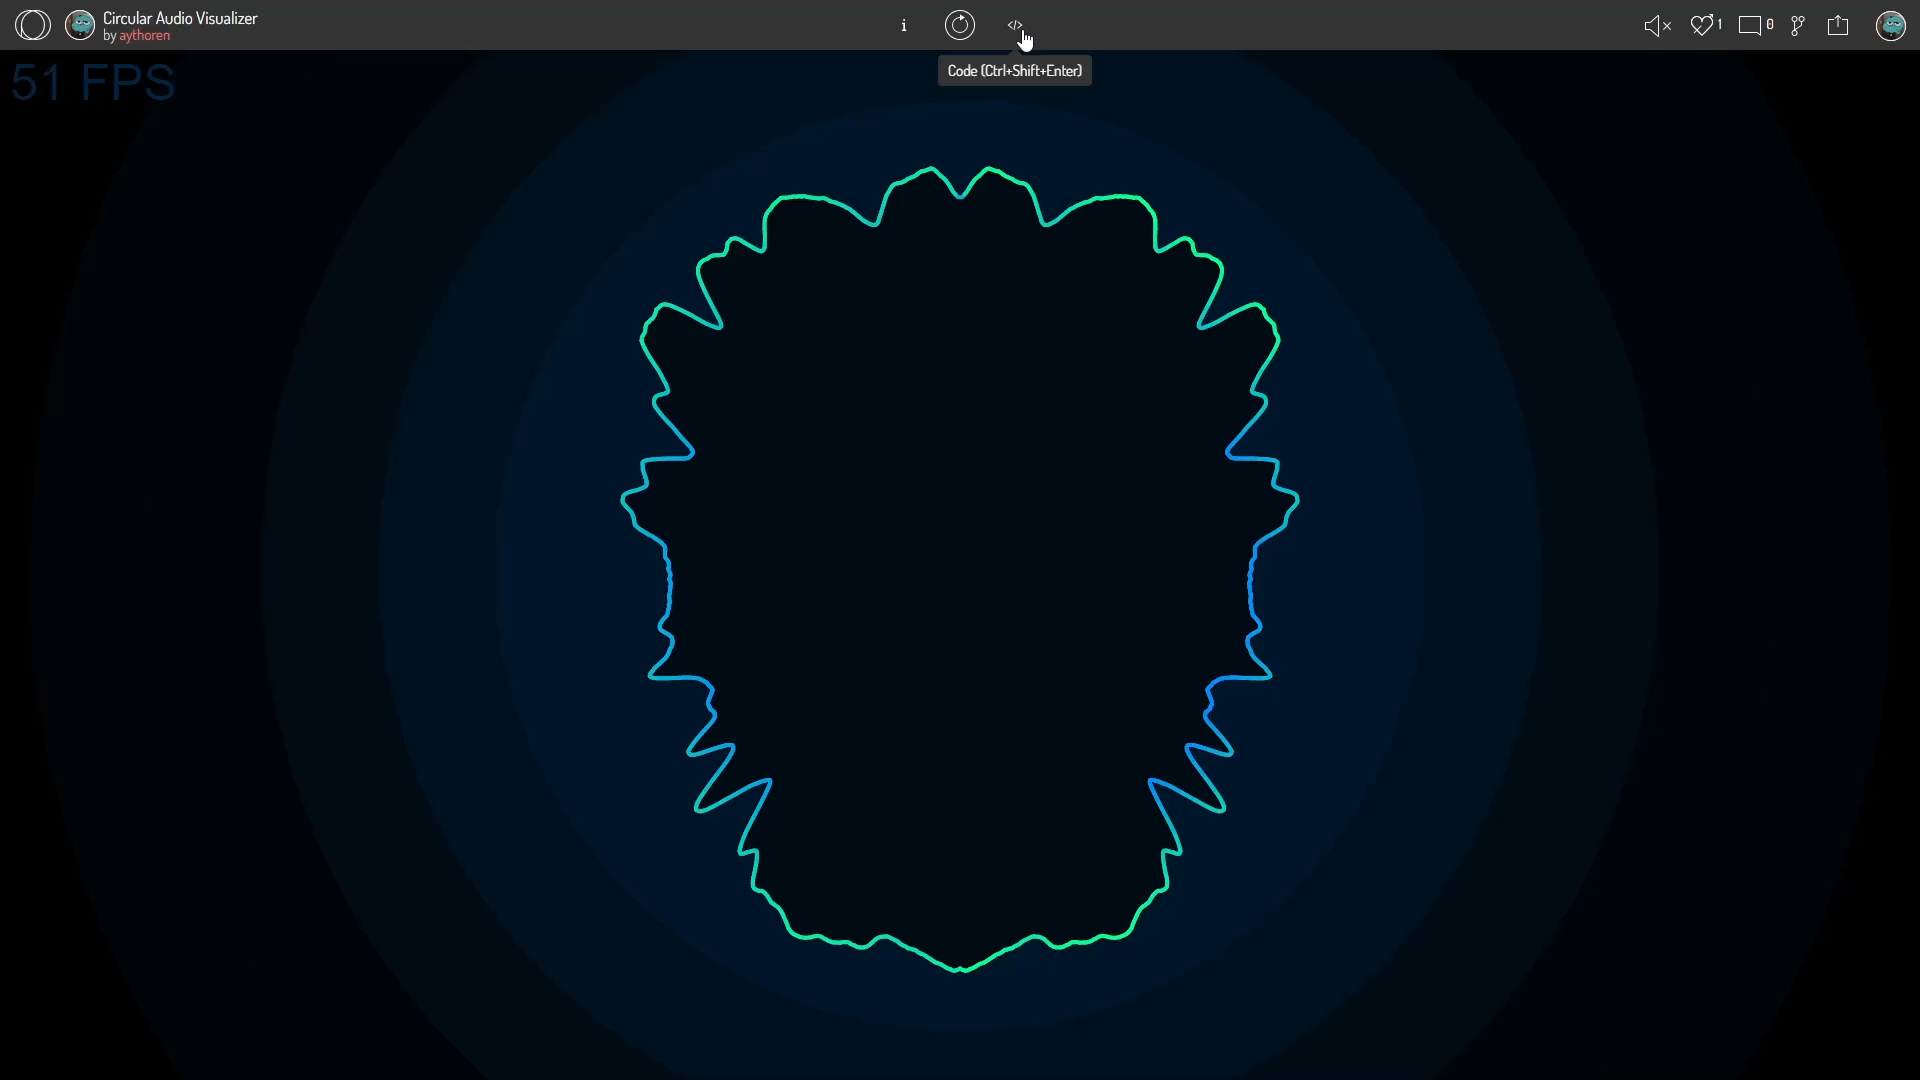 Circular Audio Visualizer
by aythoren
i
</>
1
0
Code (Ctrl+Shift+Enter)
51 FPS